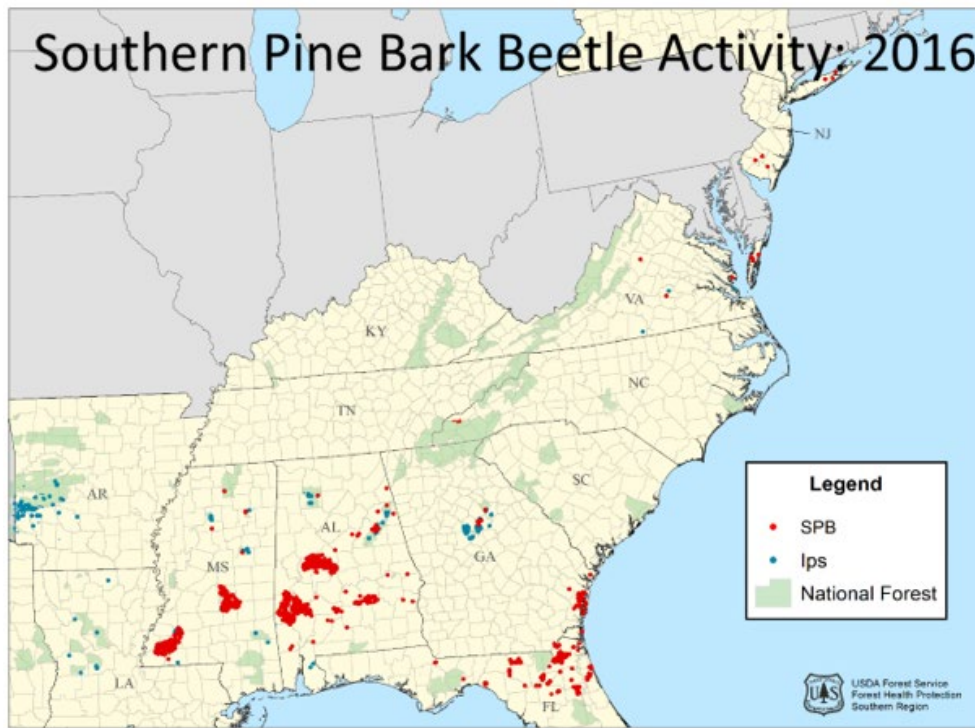 Southern Pine Bark Beetle Activity: 2016
NY
NJ
VA
KY
NC
TN
SC
AR
AL
GA
MS
LA
FL
Legend
SPB
Ips
National Forest
UAS
USDA Forest Service
Forest Health Protection
Southern Region